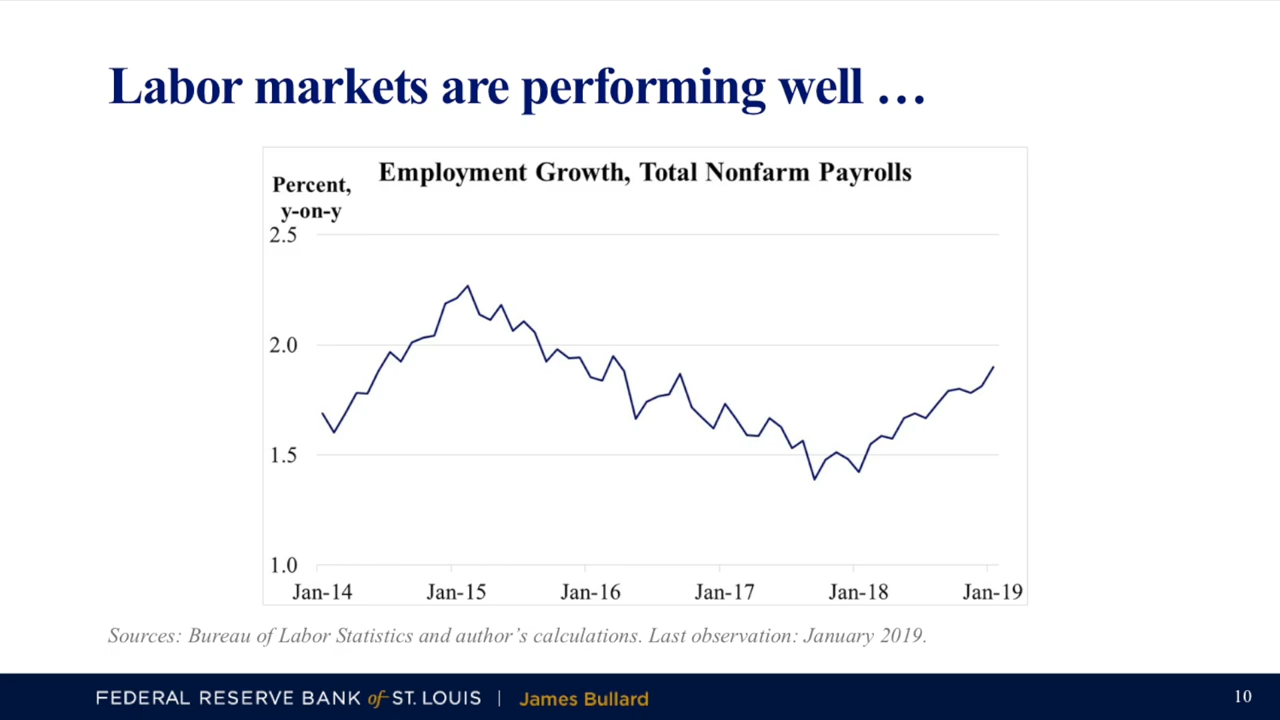 Labor markets are performing well …
Employment Growth, Total Nonfarm Payrolls
Percent,
y-on-y
2.5
2.0
1.5
1.0
Jan-14 Jan-15 Jan-16 Jan-17 Jan-18 Jan-19
Sources: Bureau of Labor Statistics and author’s calculations. Last observation: January 2019.
FEDERAL RESERVE BANK of ST. LOUIS | James Bullard 10